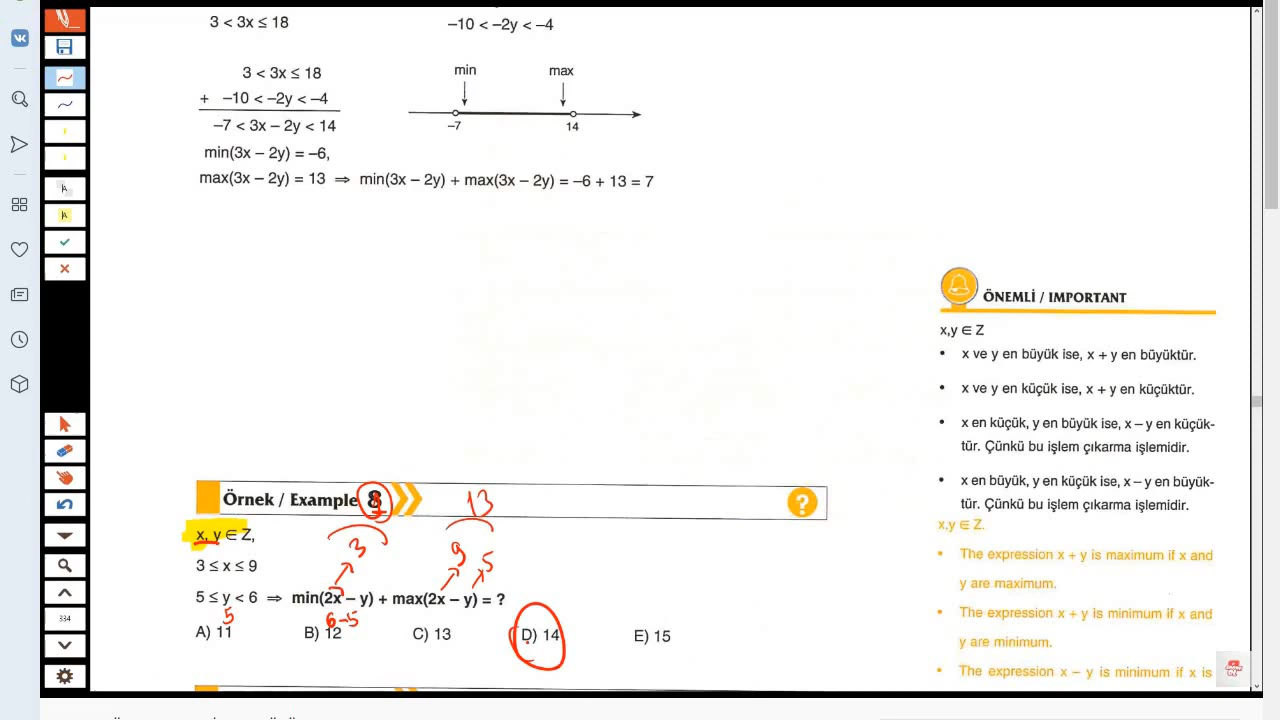 3 < 3x ≤ 18
−10 < −2y < −4
3 < 3x ≤ 18
+ −10 < −2y < −4
−7 < 3x − 2y < 14
min max
−7 14
min(3x − 2y) = −6,
max(3x − 2y) = 13 ⇒ min(3x − 2y) + max(3x − 2y) = −6 + 13 = 7
Örnek / Example 8
?
1
13
x, y ∈ Z,
3
9 5
3 ≤ x ≤ 9
5 ≤ y < 6 ⇒ min(2x − y) + max(2x − y) = ?
5
6−5
A) 11 B) 12 C) 13 D) 14 E) 15
ÖNEMLİ / IMPORTANT
x,y ∈ Z
• x ve y en büyük ise, x + y en büyüktür.
• x ve y en küçük ise, x + y en küçüktür.
• x en küçük, y en büyük ise, x − y en küçük-
tür. Çünkü bu işlem çıkarma işlemidir.
• x en büyük, y en küçük ise, x − y en büyük-
tür. Çünkü bu işlem çıkarma işlemidir.
x,y ∈ Z.
• The expression x + y is maximum if x and
y are maximum.
• The expression x + y is minimum if x and
y are minimum.
• The expression x − y is minimum if x is
334